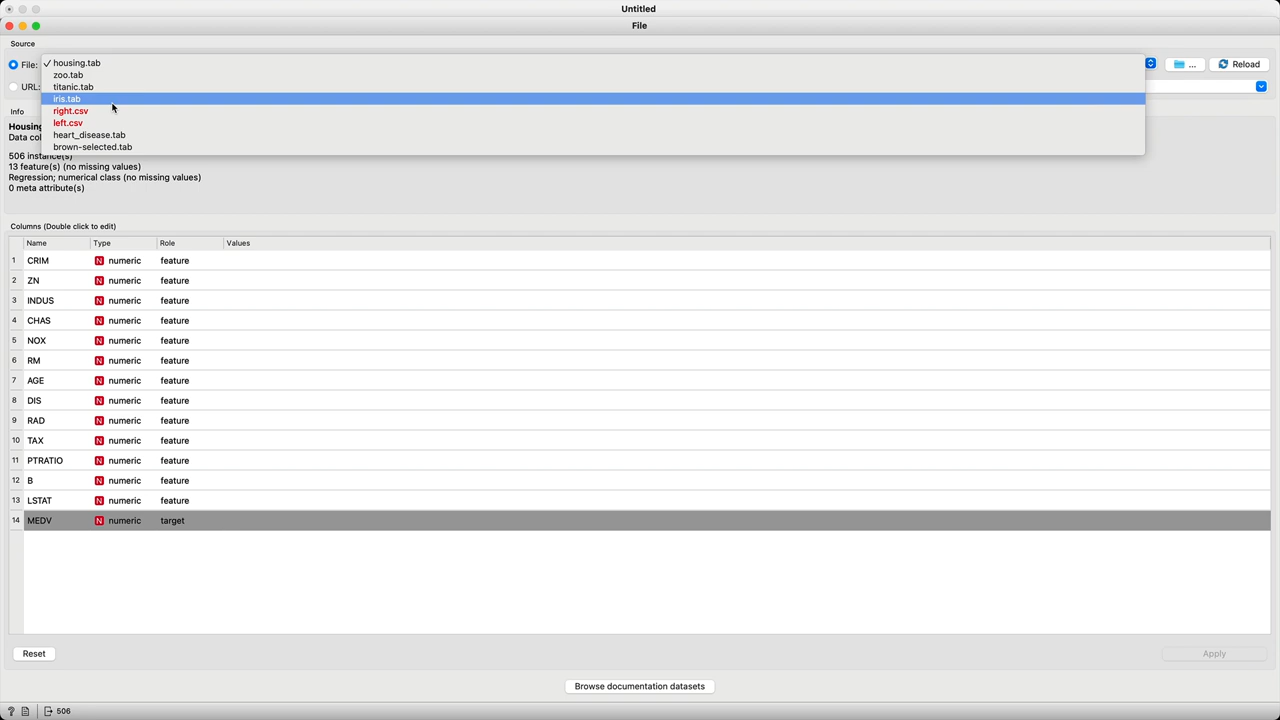 Untitled
File
Source
File:
housing.tab
zoo.tab
titanic.tab
iris.tab
right.csv
left.csv
heart_disease.tab
brown-selected.tab
... Reload
URL:
Info
Housing
Data col
506 instance(s)
13 feature(s) (no missing values)
Regression; numerical class (no missing values)
0 meta attribute(s)
Columns (Double click to edit)
Name Type Role Values
1 CRIM N numeric feature
2 ZN N numeric feature
3 INDUS N numeric feature
4 CHAS N numeric feature
5 NOX N numeric feature
6 RM N numeric feature
7 AGE N numeric feature
8 DIS N numeric feature
9 RAD N numeric feature
10 TAX N numeric feature
11 PTRATIO N numeric feature
12 B N numeric feature
13 LSTAT N numeric feature
14 MEDV N numeric target
Reset Apply
Browse documentation datasets
? 506